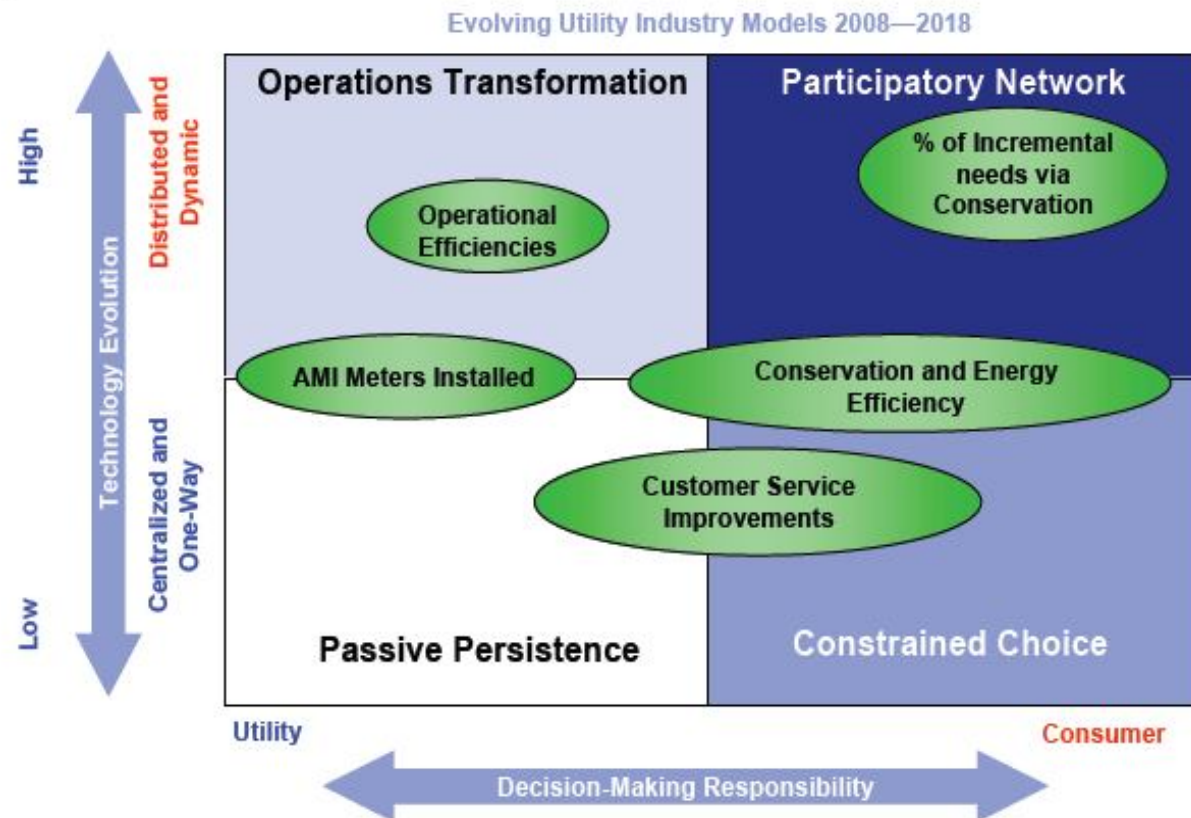 Evolving Utility Industry Models 2008—2018
Operations Transformation
Participatory Network
High
Distributed and
Dynamic
% of Incremental
needs via
Conservation
Operational
Efficiencies
Technology Evolution
AMI Meters Installed
Conservation and Energy
Efficiency
Centralized and
One-Way
Customer Service
Improvements
Low
Passive Persistence
Constrained Choice
Utility
Consumer
Decision-Making Responsibility